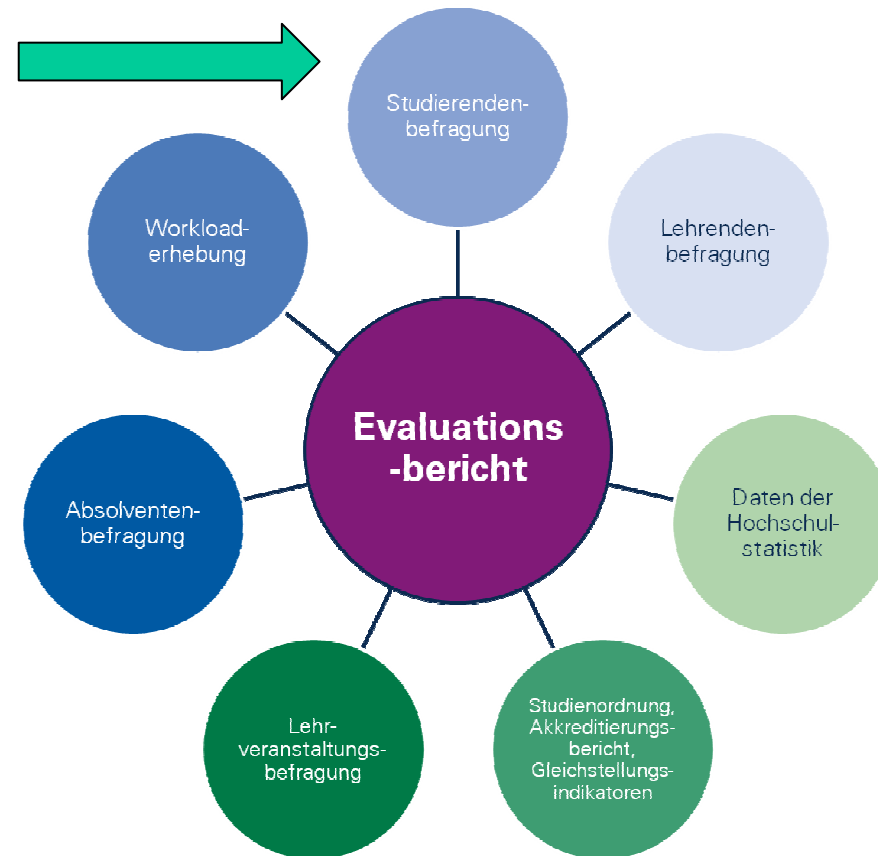 Studierenden-
befragung
Lehrenden-
befragung
Daten der
Hochschul-
statistik
Studienordnung,
Akkreditierungs-
bericht,
Gleichstellungs-
indikatoren
Lehr-
veranstaltungs-
befragung
Absolventen-
befragung
Workload-
erhebung
Evaluations
-bericht